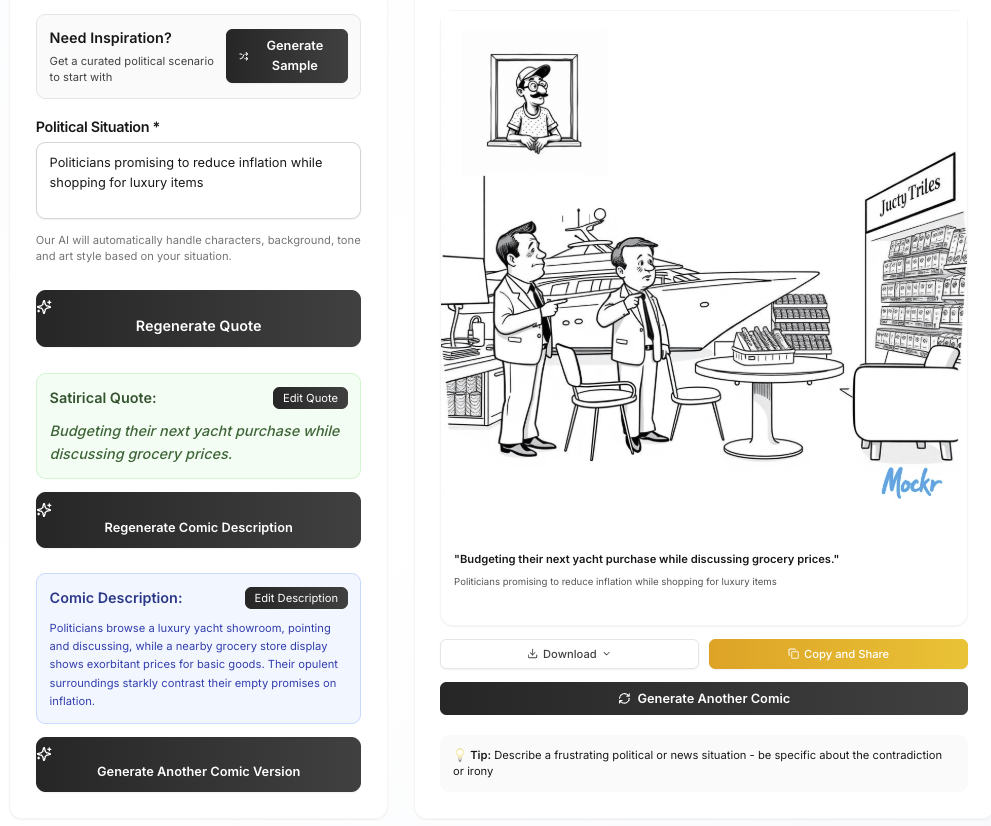 Need Inspiration?
Get a curated political scenario
to start with
Generate
Sample
Political Situation *
Politicians promising to reduce inflation while
shopping for luxury items
Our AI will automatically handle characters, background, tone
and art style based on your situation.
Regenerate Quote
Satirical Quote:
Edit Quote
Budgeting their next yacht purchase while
discussing grocery prices.
Regenerate Comic Description
Comic Description:
Edit Description
Politicians browse a luxury yacht showroom, pointing
and discussing, while a nearby grocery store display
shows exorbitant prices for basic goods. Their opulent
surroundings starkly contrast their empty promises on
inflation.
Generate Another Comic Version
Jucty Triles
Mockr
"Budgeting their next yacht purchase while discussing grocery prices."
Politicians promising to reduce inflation while shopping for luxury items
Download
Copy and Share
Generate Another Comic
Tip: Describe a frustrating political or news situation - be specific about the contradiction
or irony